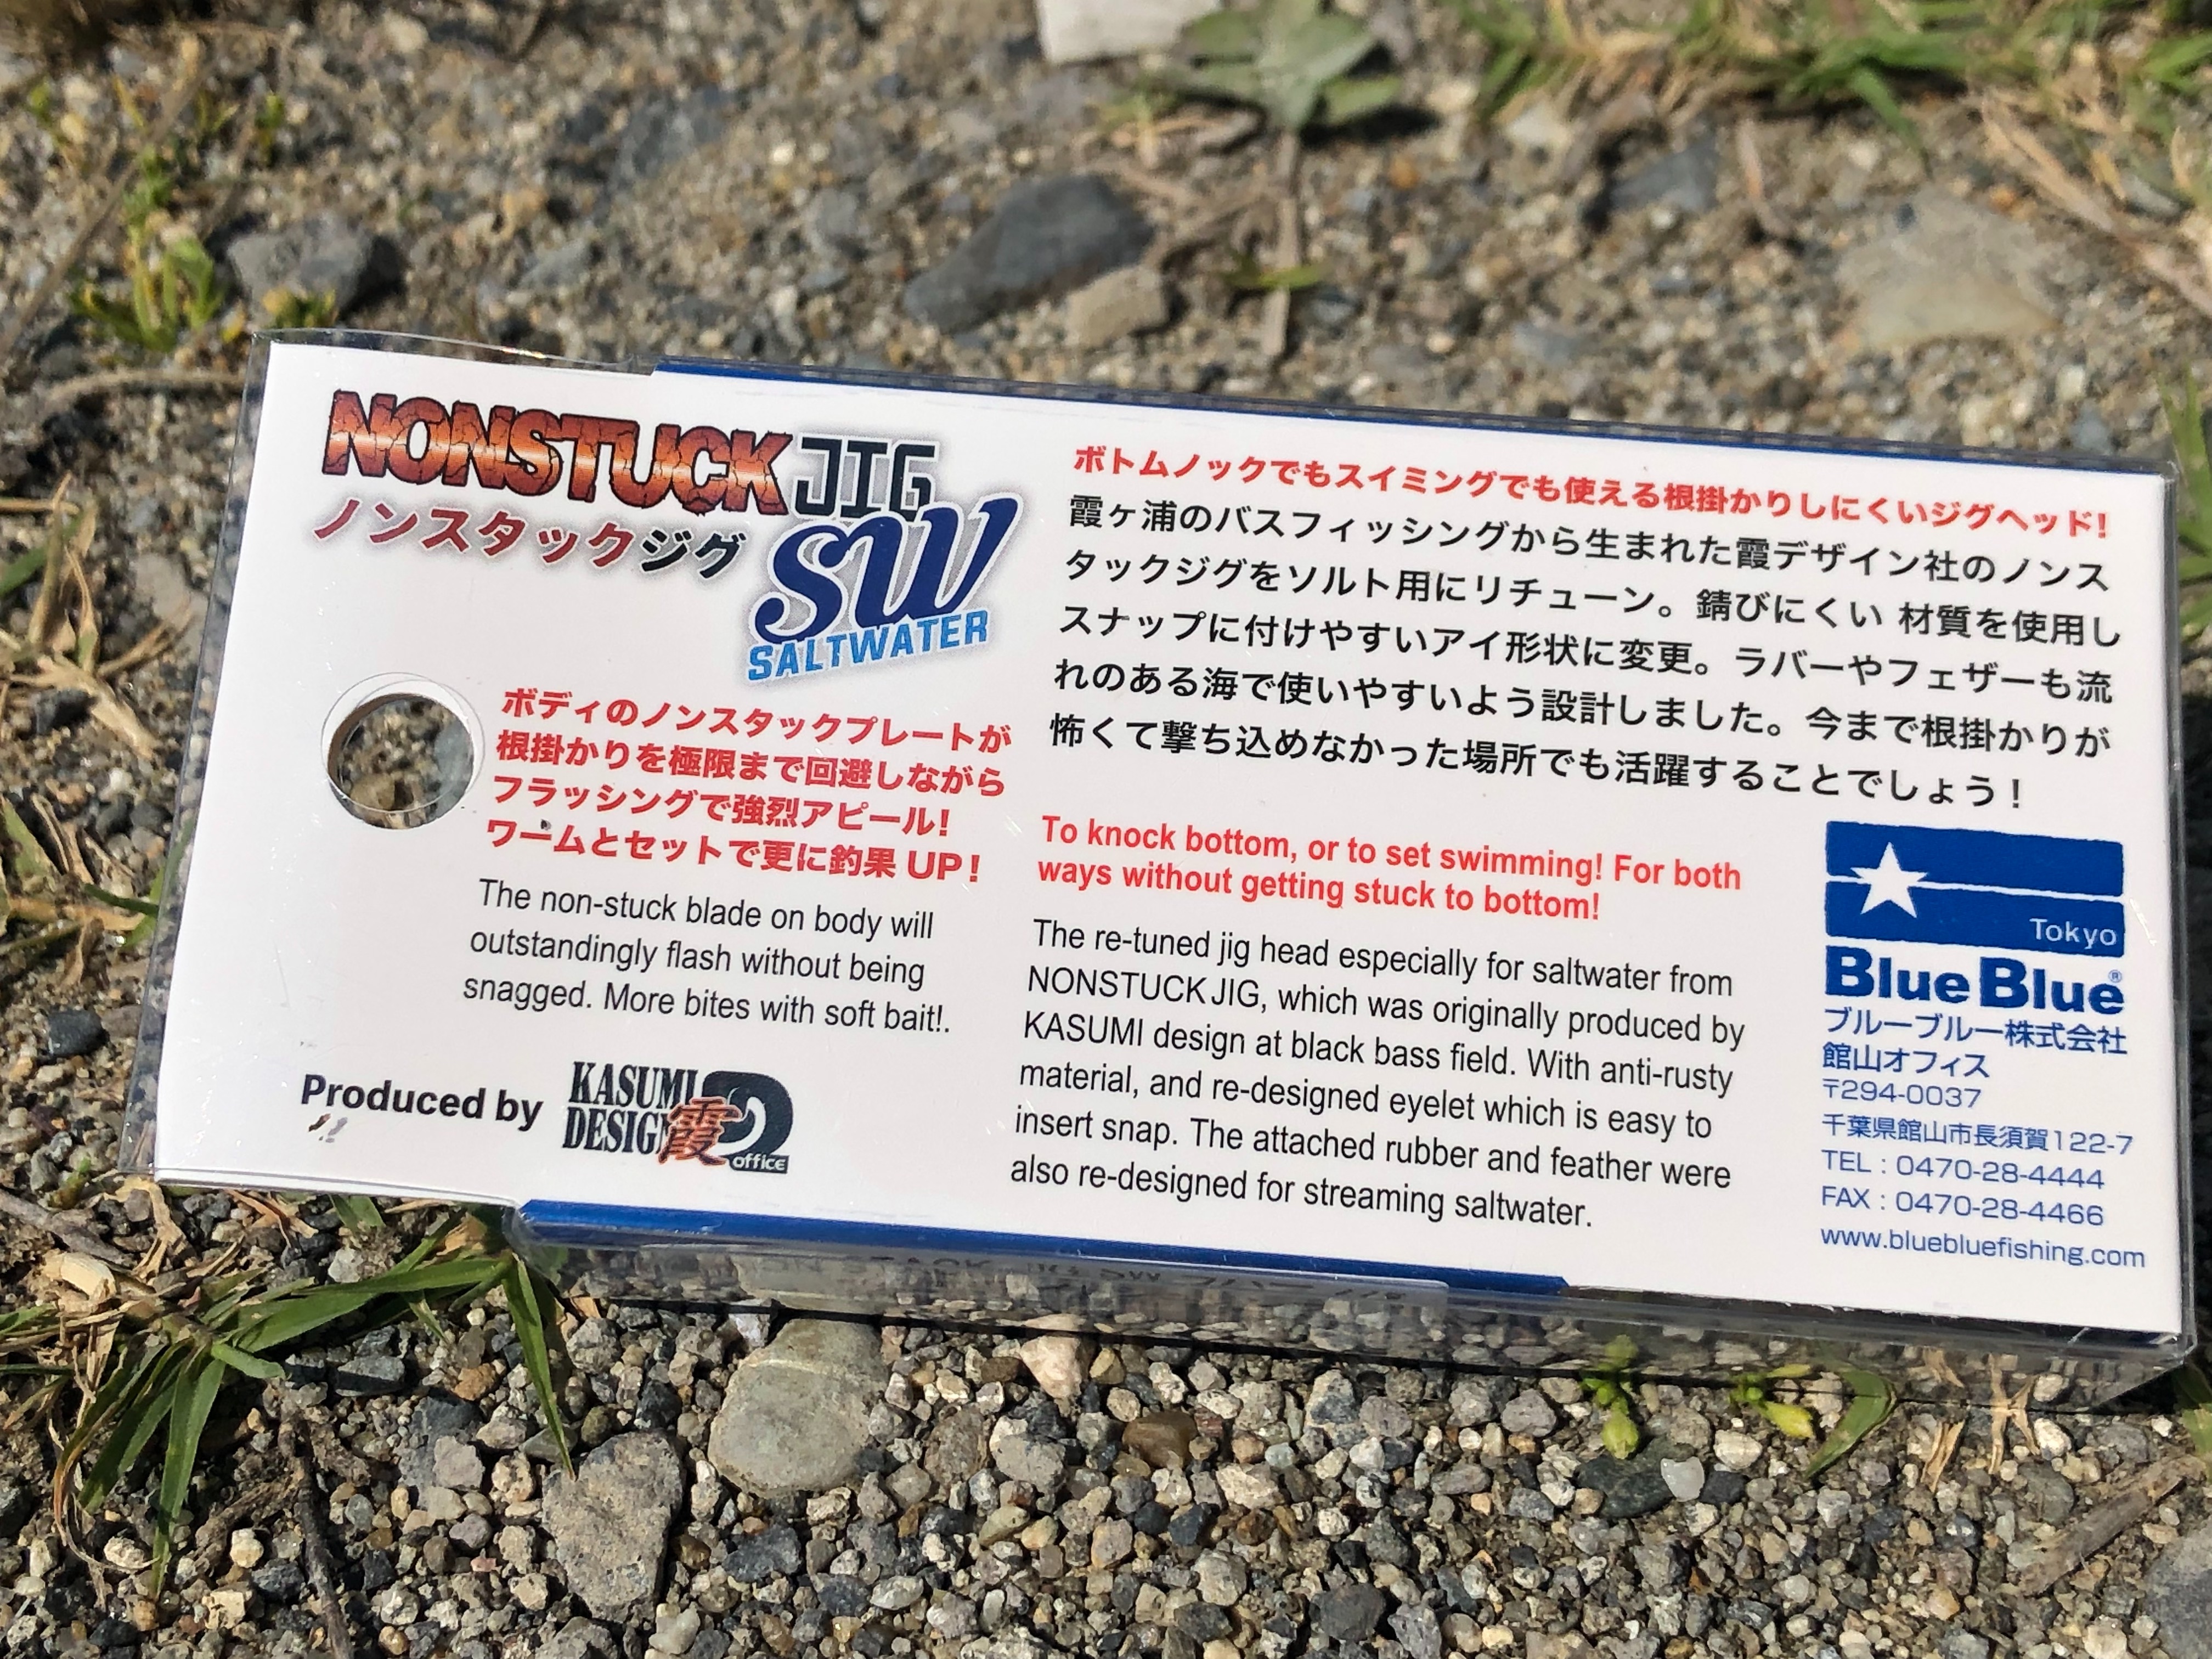 NONSTUCK JIG
ノンスタックジグ
SW
SALTWATER
ボディのノンスタックプレートが
根掛かりを極限まで回避しながら
フラッシングで強烈アピール!
ワームとセットで更に釣果 UP!
The non-stuck blade on body will
outstandingly flash without being
snagged. More bites with soft bait!.
Produced by
KASUMI
DESIGN
霞
office
ボトムノックでもスイミングでも使える根掛かりしにくいジグヘッド!
霞ヶ浦のバスフィッシングから生まれた霞デザイン社のノンス
タックジグをソルト用にリチューン。錆びにくい 材質を使用し
スナップに付けやすいアイ形状に変更。ラバーやフェザーも流
れのある海で使いやすいよう設計しました。今まで根掛かりが
怖くて撃ち込めなかった場所でも活躍することでしょう!
To knock bottom, or to set swimming! For both
ways without getting stuck to bottom!
The re-tuned jig head especially for saltwater from
NONSTUCK JIG, which was originally produced by
KASUMI design at black bass field. With anti-rusty
material, and re-designed eyelet which is easy to
insert snap. The attached rubber and feather were
also re-designed for streaming saltwater.
Tokyo
Blue Blue®
ブルーブルー株式会社
館山オフィス
〒294-0037
千葉県館山市長須賀122-7
TEL : 0470-28-4444
FAX : 0470-28-4466
www.bluebluefishing.com